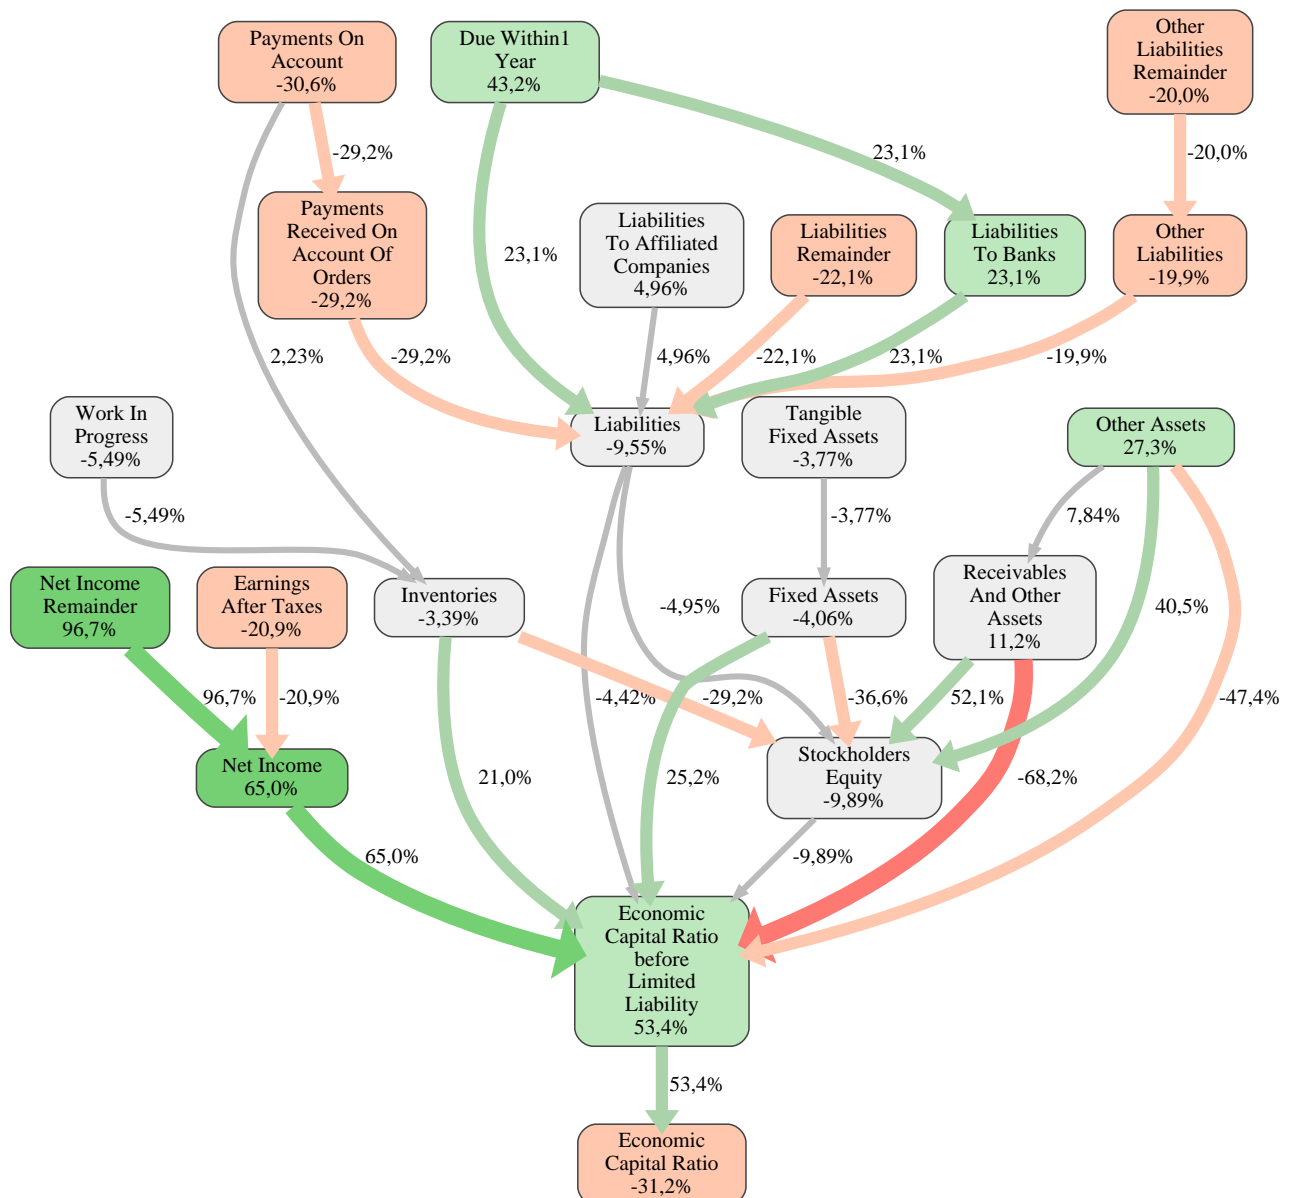 Payments On
Account
-30,6%
Due Within1
Year
43,2%
Other
Liabilities
Remainder
-20,0%
-29,2%
23,1%
-20,0%
Payments
Received On
Account Of
Orders
-29,2%
23,1%
Liabilities
To Affiliated
Companies
4,96%
Liabilities
Remainder
-22,1%
Liabilities
To Banks
23,1%
Other
Liabilities
-19,9%
2,23%
-29,2%
4,96%
-22,1%
23,1%
-19,9%
Work In
Progress
-5,49%
Liabilities
-9,55%
Tangible
Fixed Assets
-3,77%
Other Assets
27,3%
-5,49%
-3,77%
7,84%
Net Income
Remainder
96,7%
Earnings
After Taxes
-20,9%
Inventories
-3,39%
-4,95%
Fixed Assets
-4,06%
Receivables
And Other
Assets
11,2%
40,5%
96,7%
-20,9%
-4,42%
-29,2%
-36,6%
52,1%
-47,4%
Net Income
65,0%
21,0%
25,2%
Stockholders
Equity
-9,89%
-68,2%
65,0%
-9,89%
Economic
Capital Ratio
before
Limited
Liability
53,4%
53,4%
Economic
Capital Ratio
-31,2%